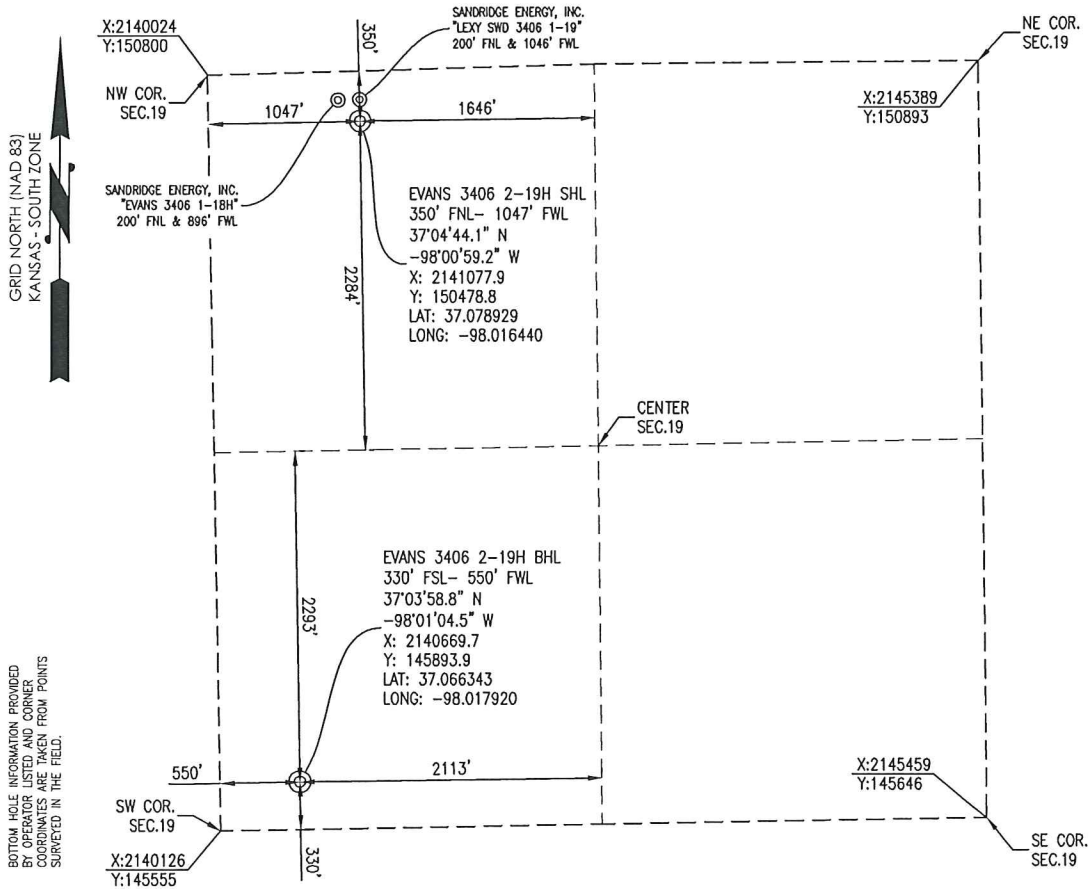 X:2140024
Y:150800
NW COR.
SEC.19
350'
SANDRIDGE ENERGY, INC.
"LEXY SWD 3406 1-19"
200' FNL & 1046' FWL
NE COR.
SEC.19
X:2145389
Y:150893
1047'
1646'
GRID NORTH (NAD 83)
KANSAS - SOUTH ZONE
SANDRIDGE ENERGY, INC.
"EVANS 3406 1-18H"
200' FNL & 896' FWL
EVANS 3406 2-19H SHL
350' FNL- 1047' FWL
37°04'44.1" N
-98°00'59.2" W
X: 2141077.9
Y: 150478.8
LAT: 37.078929
LONG: -98.016440
2284'
CENTER
SEC.19
EVANS 3406 2-19H BHL
330' FSL- 550' FWL
37°03'58.8" N
-98°01'04.5" W
X: 2140669.7
Y: 145893.9
LAT: 37.066343
LONG: -98.017920
2293'
BOTTOM HOLE INFORMATION PROVIDED
BY OPERATOR LISTED AND CORNER
COORDINATES ARE TAKEN FROM POINTS
SURVEYED IN THE FIELD.
550'
2113'
SW COR.
SEC.19
X:2140126
Y:145555
330'
X:2145459
Y:145646
SE COR.
SEC.19